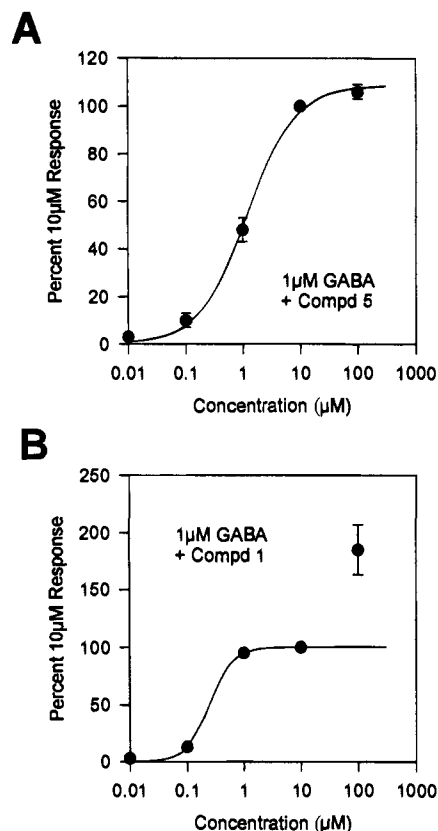 A
120
100
80
60
40
20
0
Percent 10µM Response
1µM GABA
+ Compd 5
0.01 0.1 1 10 100 1000
Concentration (µM)
B
250
200
150
100
50
0
Percent 10µM Response
1µM GABA
+ Compd 1
0.01 0.1 1 10 100 1000
Concentration (µM)